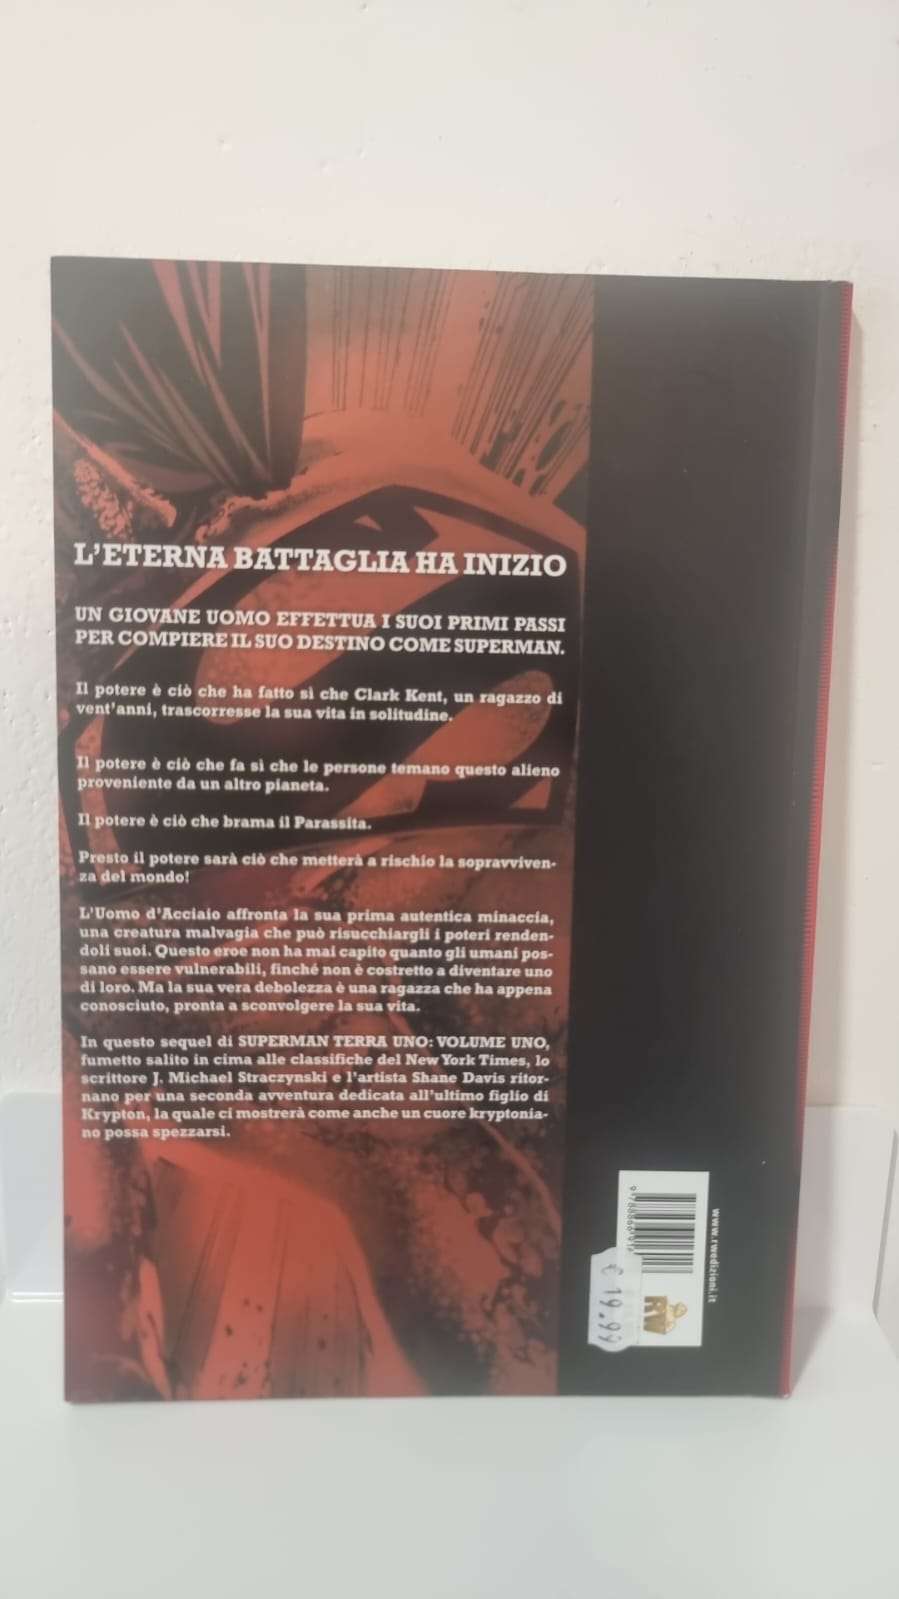 L'ETERNA BATTAGLIA HA INIZIO
UN GIOVANE UOMO EFFETTUA I SUOI PRIMI PASSI
PER COMPIERE IL SUO DESTINO COME SUPERMAN.
Il potere è ciò che ha fatto sì che Clark Kent, un ragazzo di
vent'anni, trascorresse la sua vita in solitudine.
Il potere è ciò che fa sì che le persone temano questo alieno
proveniente da un altro pianeta.
Il potere è ciò che brama il Parassita.
Presto il potere sarà ciò che metterà a rischio la sopravviven-
za del mondo!
L'Uomo d'Acciaio affronta la sua prima autentica minaccia,
una creatura malvagia che può risucchiargli i poteri renden-
doli suoi. Questo eroe non ha mai capito quanto gli umani pos-
sano essere vulnerabili, finché non è costretto a diventare uno
di loro. Ma la sua vera debolezza è una ragazza che ha appena
conosciuto, pronta a sconvolgere la sua vita.
In questo sequel di SUPERMAN TERRA UNO: VOLUME UNO,
fumetto salito in cima alle classifiche del New York Times, lo
scrittore J. Michael Straczynski e l'artista Shane Davis ritor-
nano per una seconda avventura dedicata all'ultimo figlio di
Krypton, la quale ci mostrerà come anche un cuore kryptonia-
no possa spezzarsi.
www.rwedizioni.it
RW
€ 19.99